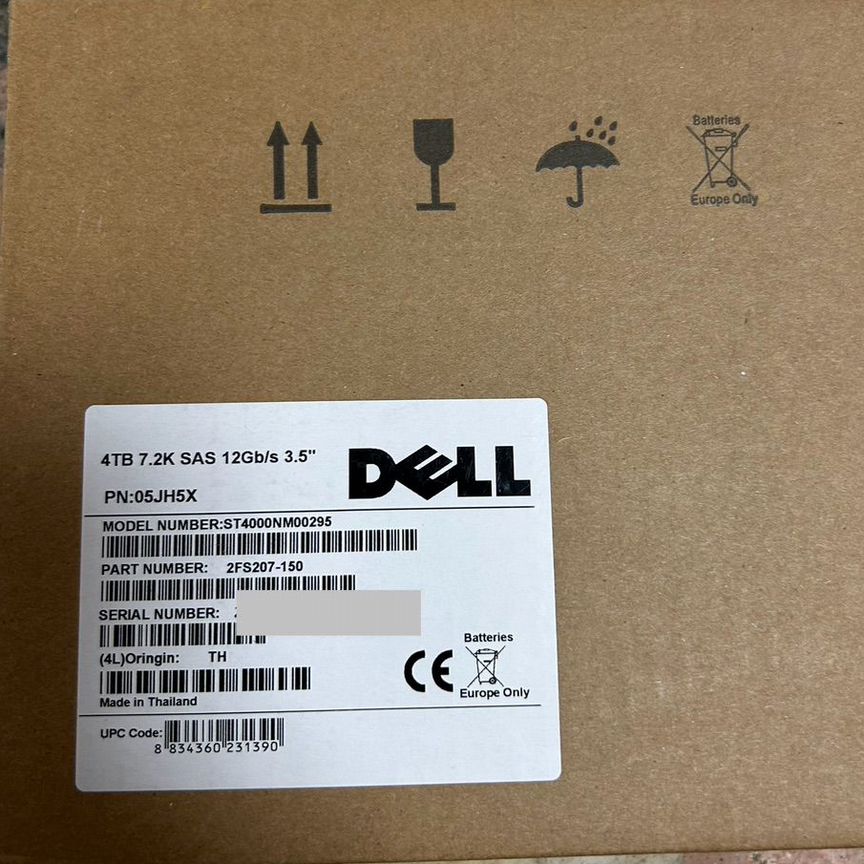 Batteries
Europe Only
4TB 7.2K SAS 12Gb/s 3.5"
DELL
PN:05JH5X
MODEL NUMBER:ST4000NM00295
PART NUMBER: 2FS207-150
SERIAL NUMBER:
(4L)Oringin: TH
Batteries
Europe Only
CE
Made in Thailand
UPC Code:
8 834360 231390